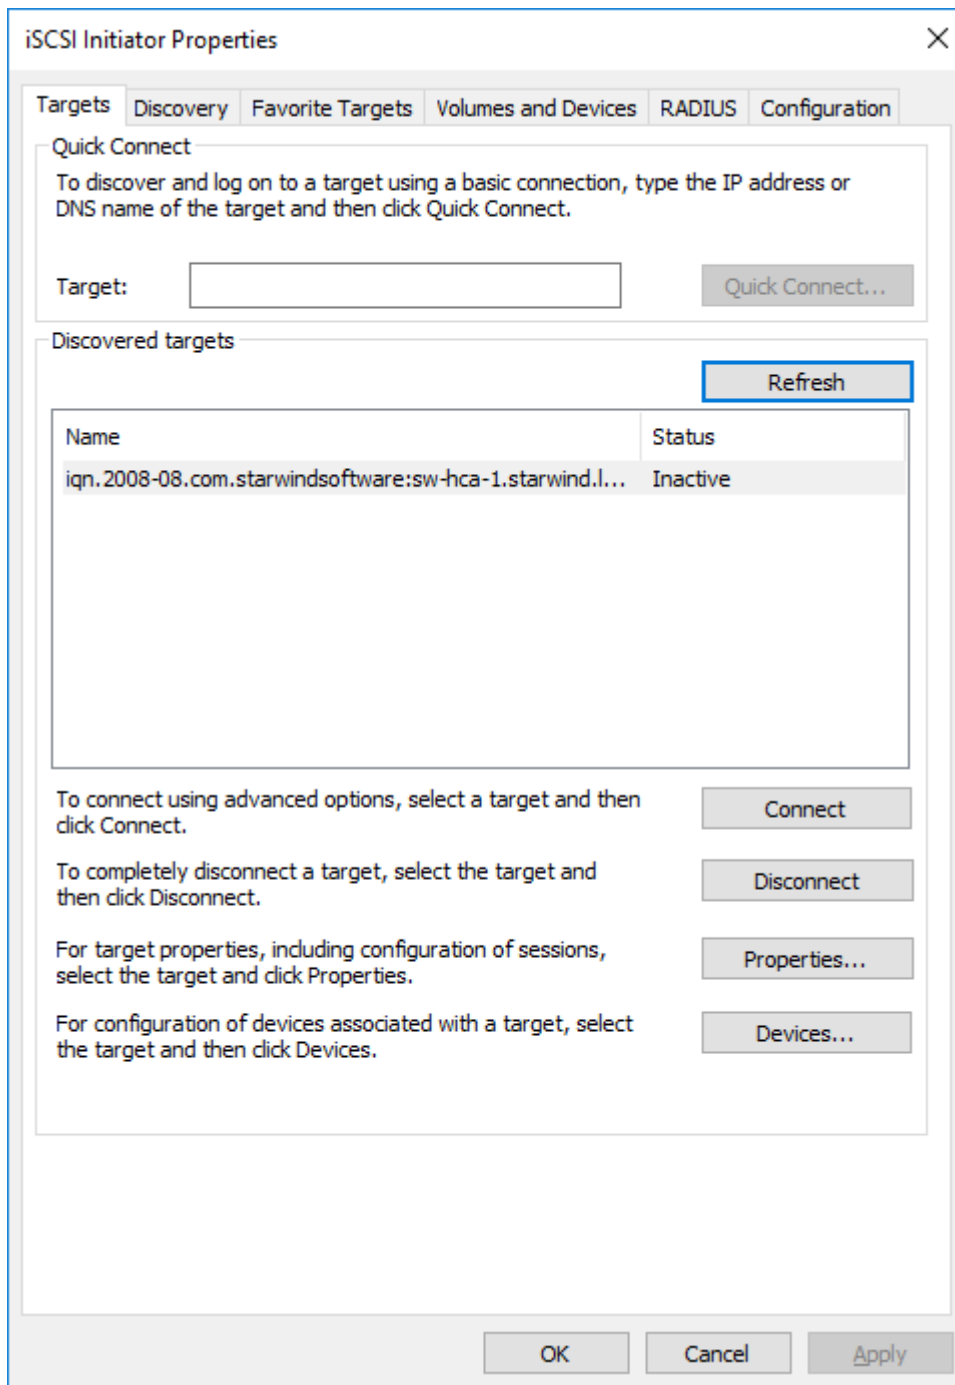 iSCSI Initiator Properties
Targets Discovery Favorite Targets Volumes and Devices RADIUS Configuration
Quick Connect
To discover and log on to a target using a basic connection, type the IP address or
DNS name of the target and then click Quick Connect.
Target: Quick Connect...
Discovered targets
Refresh
Name Status
iqn.2008-08.com.starwindsoftware:sw-hca-1.starwind.l... Inactive
To connect using advanced options, select a target and then
click Connect.
Connect
To completely disconnect a target, select the target and
then click Disconnect.
Disconnect
For target properties, including configuration of sessions,
select the target and click Properties.
Properties...
For configuration of devices associated with a target, select
the target and then click Devices.
Devices...
OK Cancel Apply